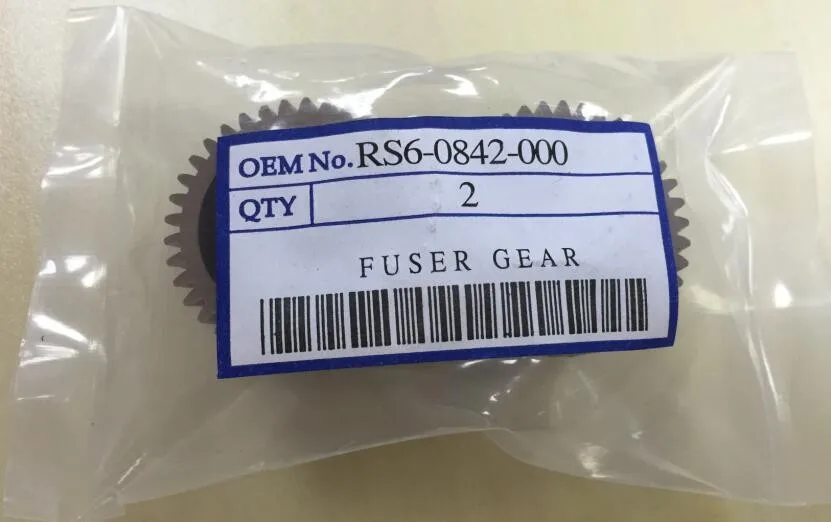 OEM No. RS6-0842-000
QTY 2
FUSER GEAR